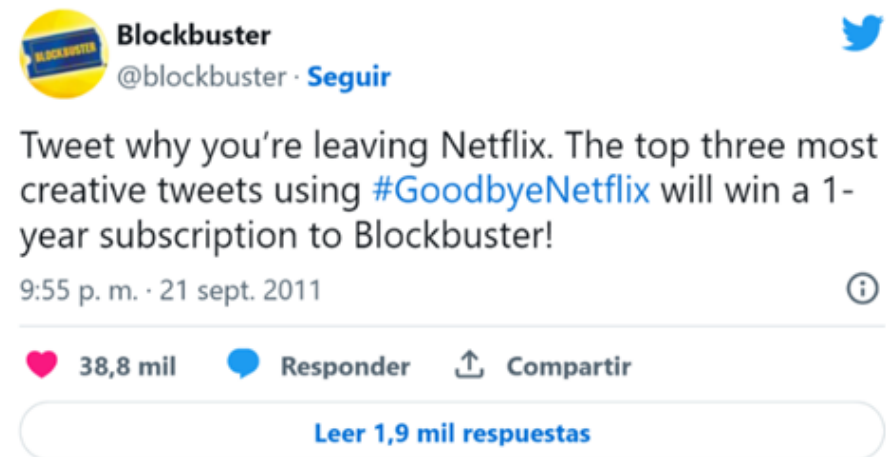 BLOCKBUSTER
Blockbuster
@blockbuster · Seguir
Tweet why you’re leaving Netflix. The top three most
creative tweets using #GoodbyeNetflix will win a 1-
year subscription to Blockbuster!
9:55 p. m. · 21 sept. 2011
38,8 mil Responder Compartir
Leer 1,9 mil respuestas